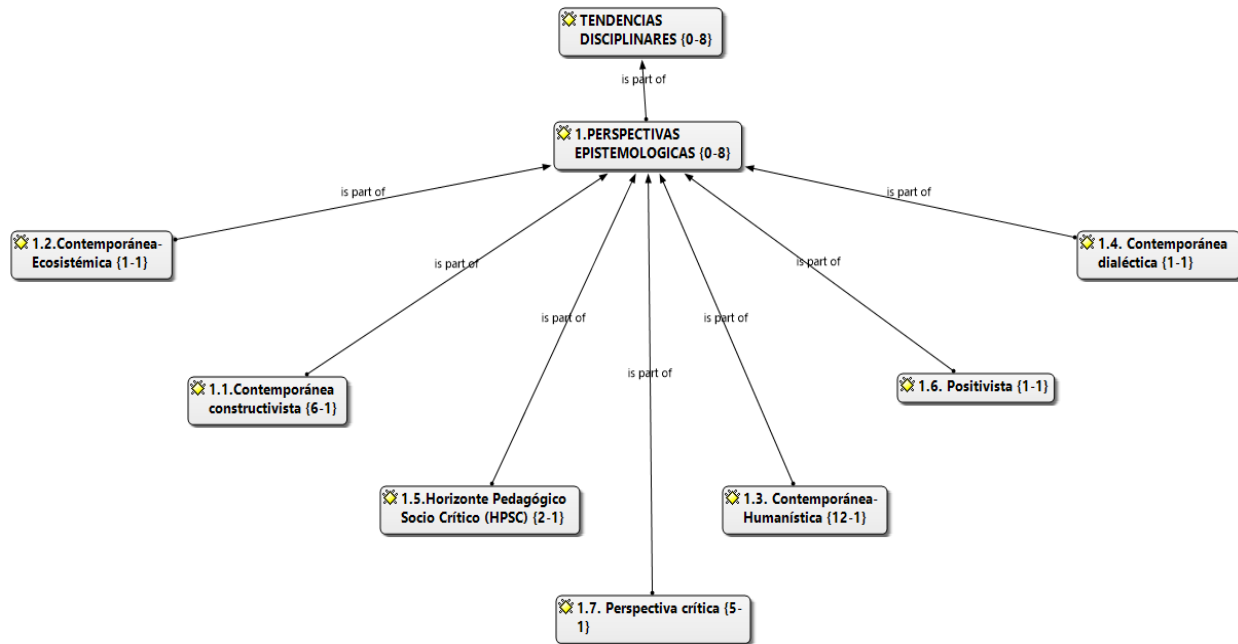 TENDENCIAS
DISCIPLINARES {0-8}
is part of
1.PERSPECTIVAS
EPISTEMOLOGICAS {0-8}
is part of
is part of
1.2.Contemporánea-
Ecosistémica {1-1}
1.4. Contemporánea
dialéctica {1-1}
is part of
is part of
is part of
is part of
is part of
1.1.Contemporánea
constructivista {6-1}
1.6. Positivista {1-1}
1.5.Horizonte Pedagógico
Socio Crítico (HPSC) {2-1}
1.3. Contemporánea-
Humanística {12-1}
1.7. Perspectiva crítica {5-
1}